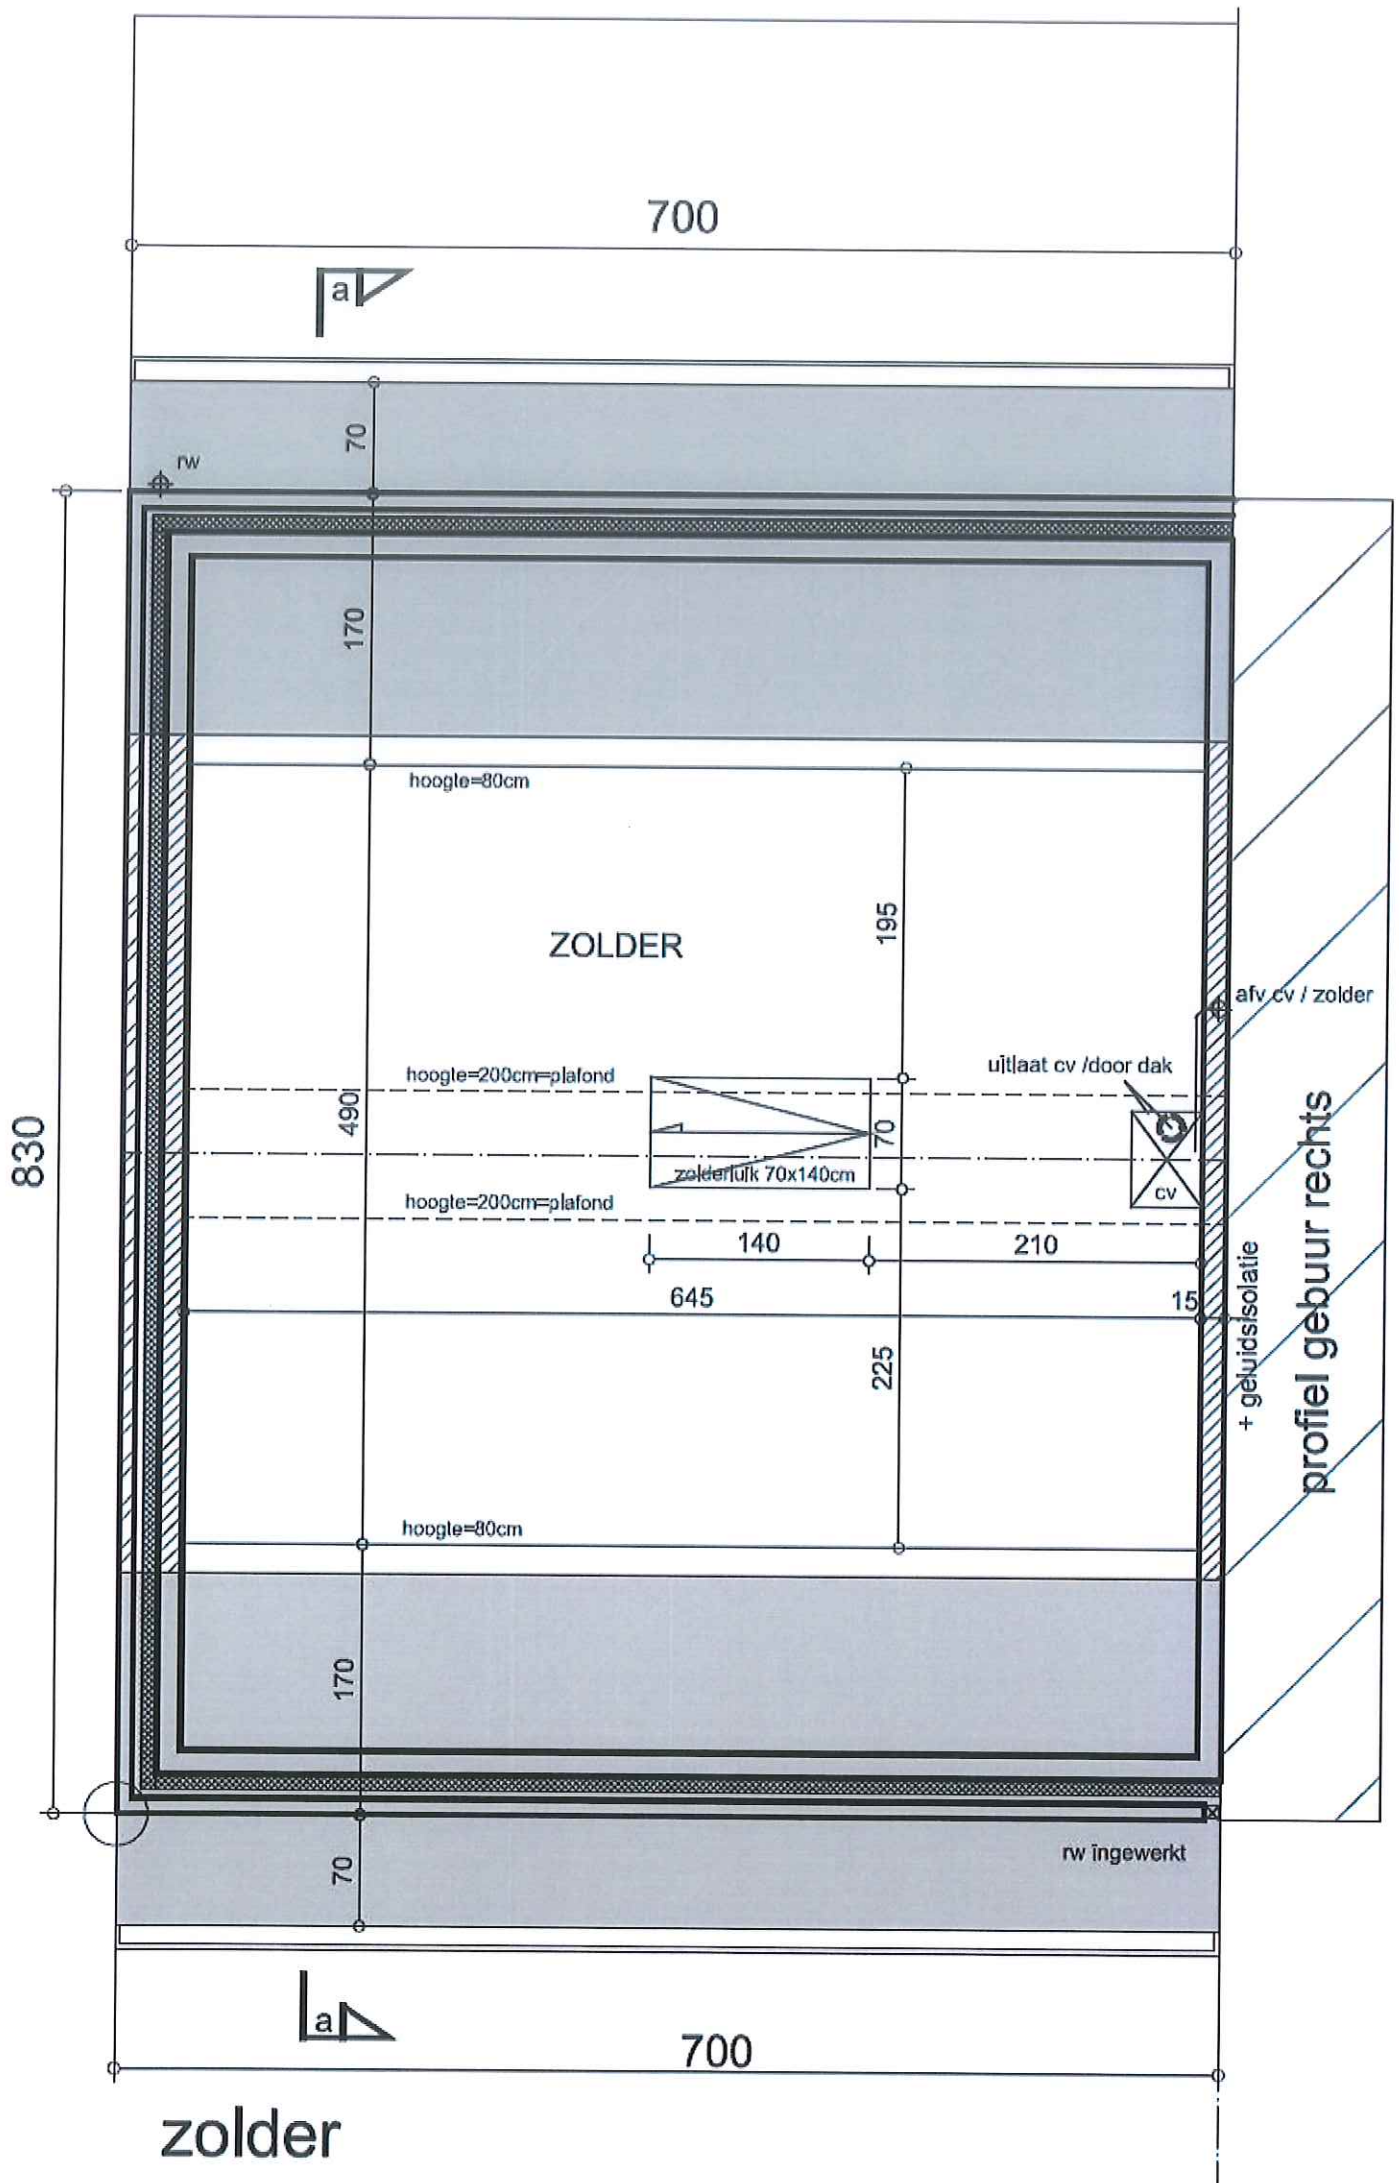 700
a
70
rw
170
hoogte=80cm
195
ZOLDER
afv cv / zolder
uitlaat cv /door dak
hoogte=200cm=plafond
490
70
830
zolderluik 70x140cm
cv
hoogte=200cm=plafond
140
210
645
15
+ geluidsisolatie
profiel gebuur rechts
225
hoogte=80cm
170
rw ingewerkt
70
a
700
zolder